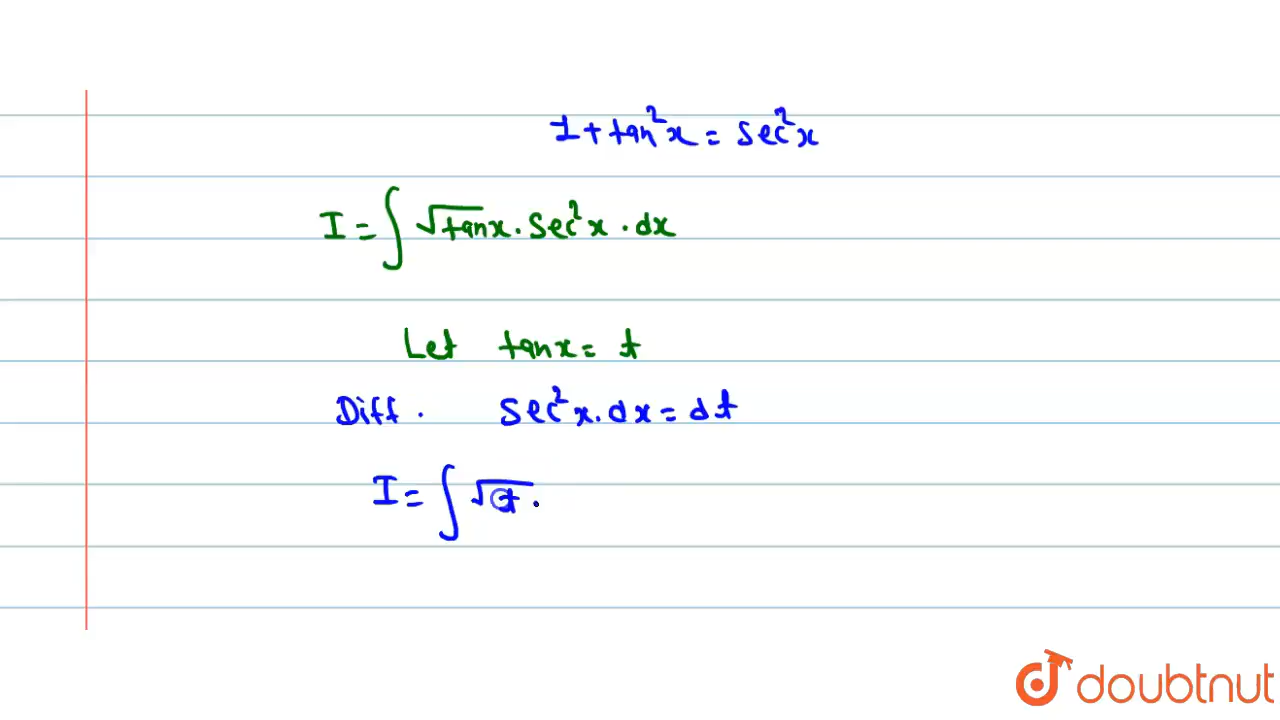 1 + tan²x = sec²x
I = ∫ √tanx . sec²x . dx
Let tanx = t
Diff . sec²x . dx = dt
I = ∫ √t .
doubtnut